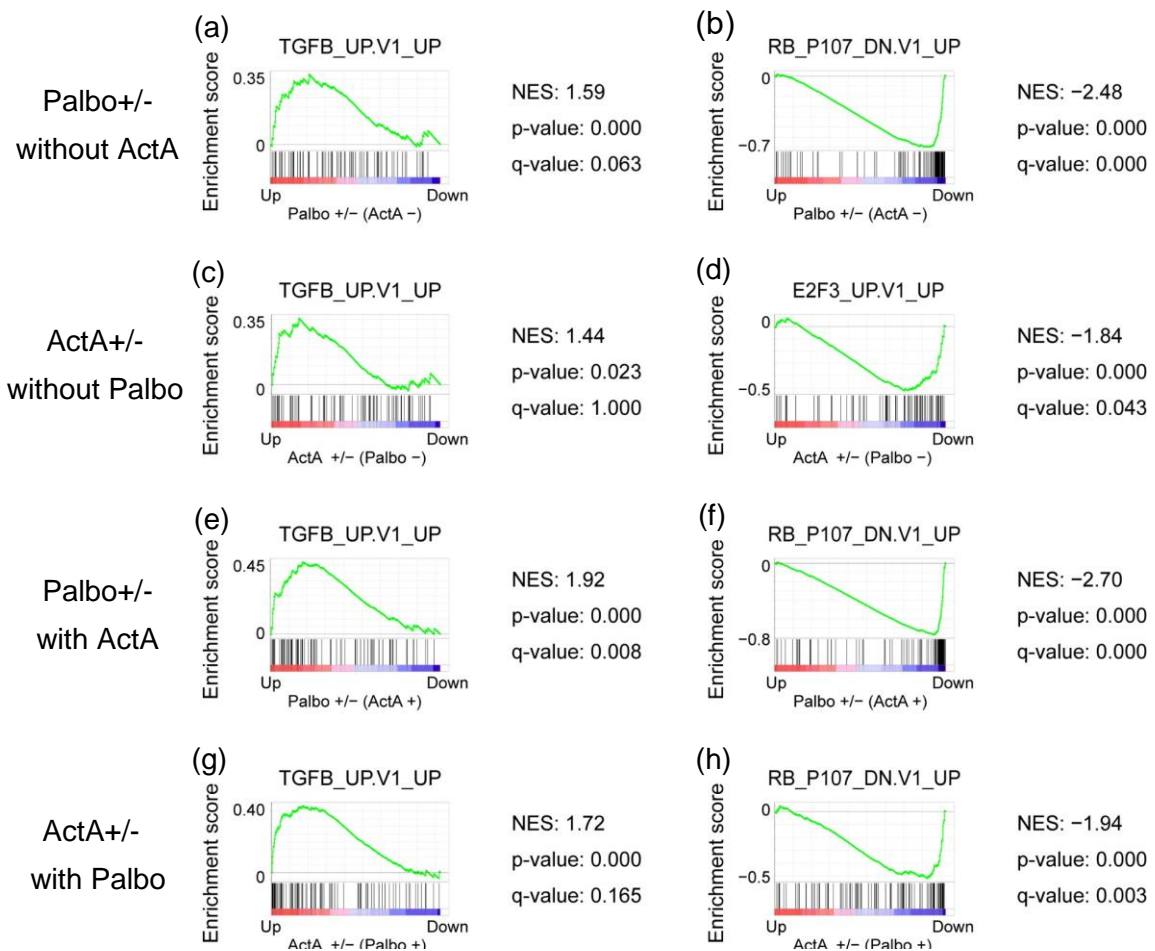 (a)
TGFB_UP.V1_UP
Palbo+/-
without ActA
Enrichment score
0.35
0
Up
Down
Palbo +/− (ActA −)
NES: 1.59
p-value: 0.000
q-value: 0.063
(b)
RB_P107_DN.V1_UP
Enrichment score
0
−0.7
Up
Down
Palbo +/− (ActA −)
NES: −2.48
p-value: 0.000
q-value: 0.000
(c)
TGFB_UP.V1_UP
ActA+/-
without Palbo
Enrichment score
0.35
0
Up
Down
ActA +/− (Palbo −)
NES: 1.44
p-value: 0.023
q-value: 1.000
(d)
E2F3_UP.V1_UP
Enrichment score
0
−0.5
Up
Down
ActA +/− (Palbo −)
NES: −1.84
p-value: 0.000
q-value: 0.043
(e)
TGFB_UP.V1_UP
Palbo+/-
with ActA
Enrichment score
0.45
0
Up
Down
Palbo +/− (ActA +)
NES: 1.92
p-value: 0.000
q-value: 0.008
(f)
RB_P107_DN.V1_UP
Enrichment score
0
−0.8
Up
Down
Palbo +/− (ActA +)
NES: −2.70
p-value: 0.000
q-value: 0.000
(g)
TGFB_UP.V1_UP
ActA+/-
with Palbo
Enrichment score
0.40
0
Up
Down
ActA +/− (Palbo +)
NES: 1.72
p-value: 0.000
q-value: 0.165
(h)
RB_P107_DN.V1_UP
Enrichment score
0
−0.5
Up
Down
ActA +/− (Palbo +)
NES: −1.94
p-value: 0.000
q-value: 0.003